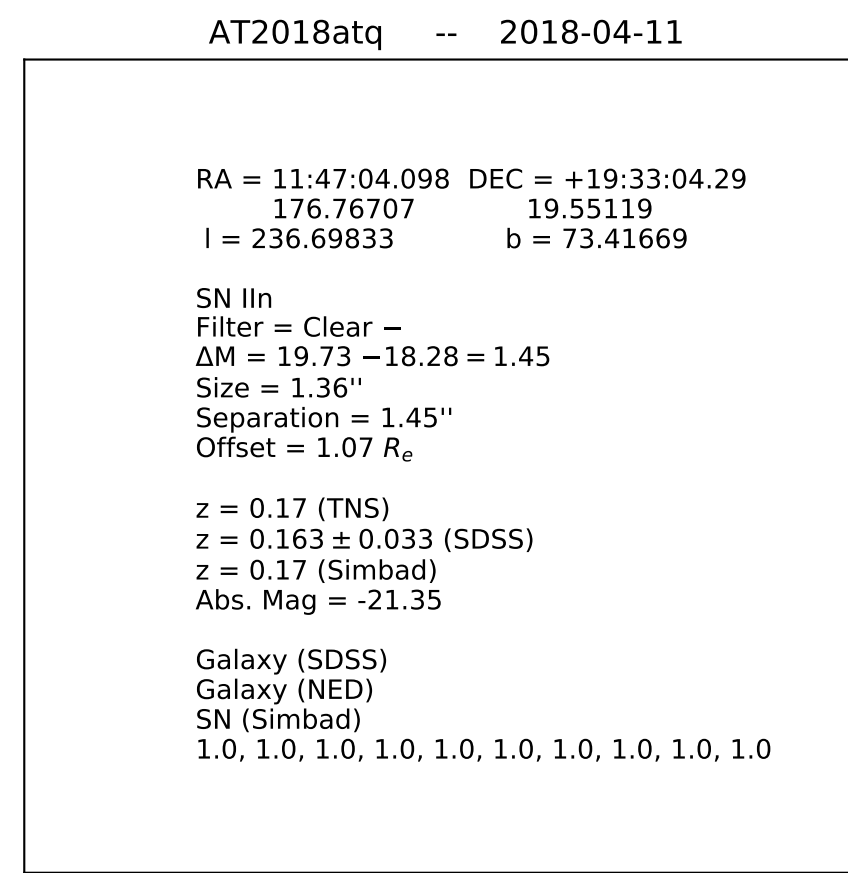 AT2018atq -- 2018-04-11
RA = 11:47:04.098 DEC = +19:33:04.29
176.76707 19.55119
l = 236.69833 b = 73.41669
SN IIn
Filter = Clear −
ΔM = 19.73 −18.28 = 1.45
Size = 1.36''
Separation = 1.45''
Offset = 1.07 Rₑ
z = 0.17 (TNS)
z = 0.163 ± 0.033 (SDSS)
z = 0.17 (Simbad)
Abs. Mag = -21.35
Galaxy (SDSS)
Galaxy (NED)
SN (Simbad)
1.0, 1.0, 1.0, 1.0, 1.0, 1.0, 1.0, 1.0, 1.0, 1.0